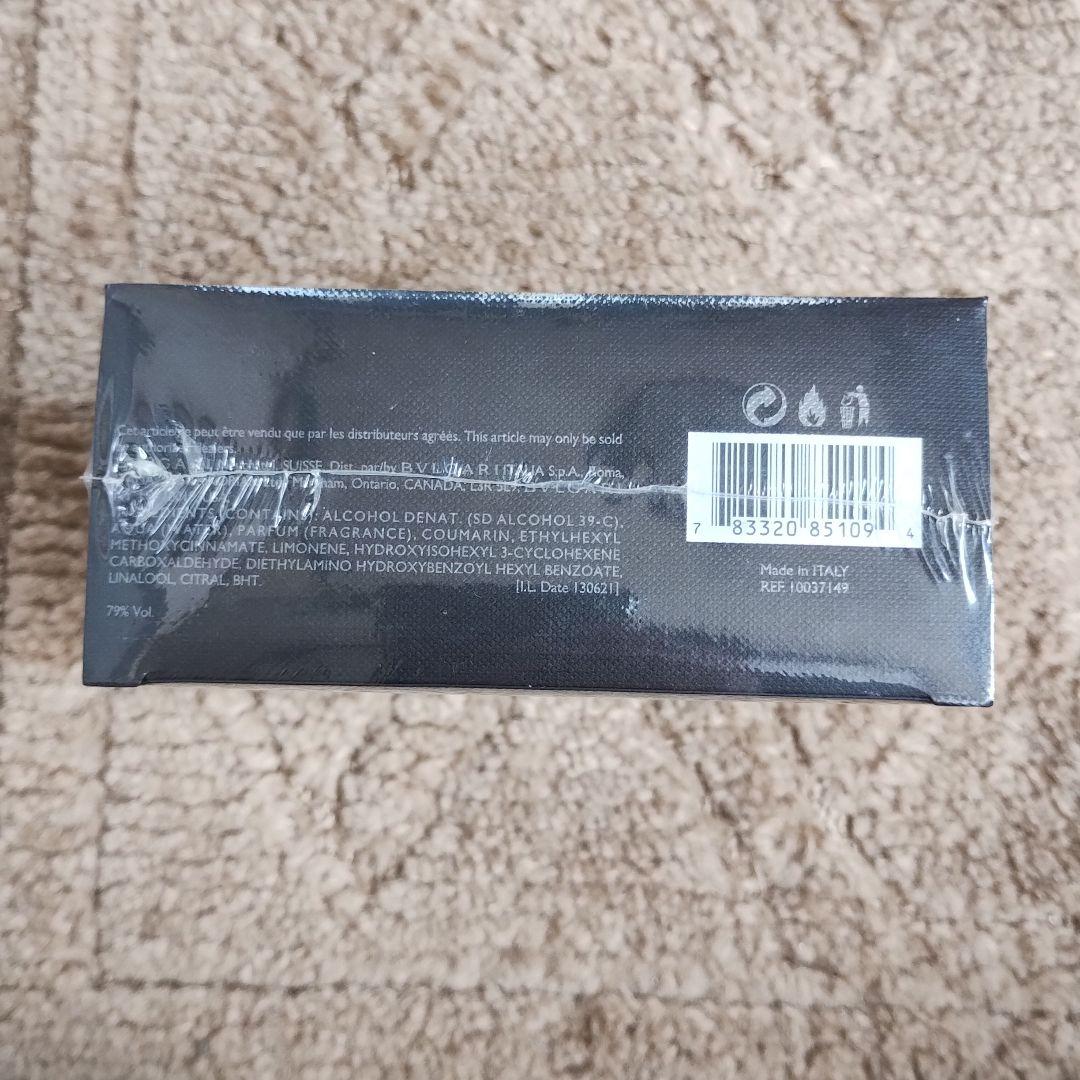 Cet article ne peut être vendu que par les distributeurs agréés. This article may only be sold
SUISSE. Dist. par/by BVLGARI ITALIA S.p.A., Roma,
Ontario, CANADA, L3R 5L9.
CONTAIN: ALCOHOL DENAT. (SD ALCOHOL 39-C),
PARFUM (FRAGRANCE), COUMARIN, ETHYLHEXYL
METHOXYCINNAMATE, LIMONENE, HYDROXYISOHEXYL 3-CYCLOHEXENE
CARBOXALDEHYDE, DIETHYLAMINO HYDROXYBENZOYL HEXYL BENZOATE,
LINALOOL, CITRAL, BHT.
[I.L. Date 130621]
79% Vol.
7 83320 85109 4
Made in ITALY
REF. 10037149